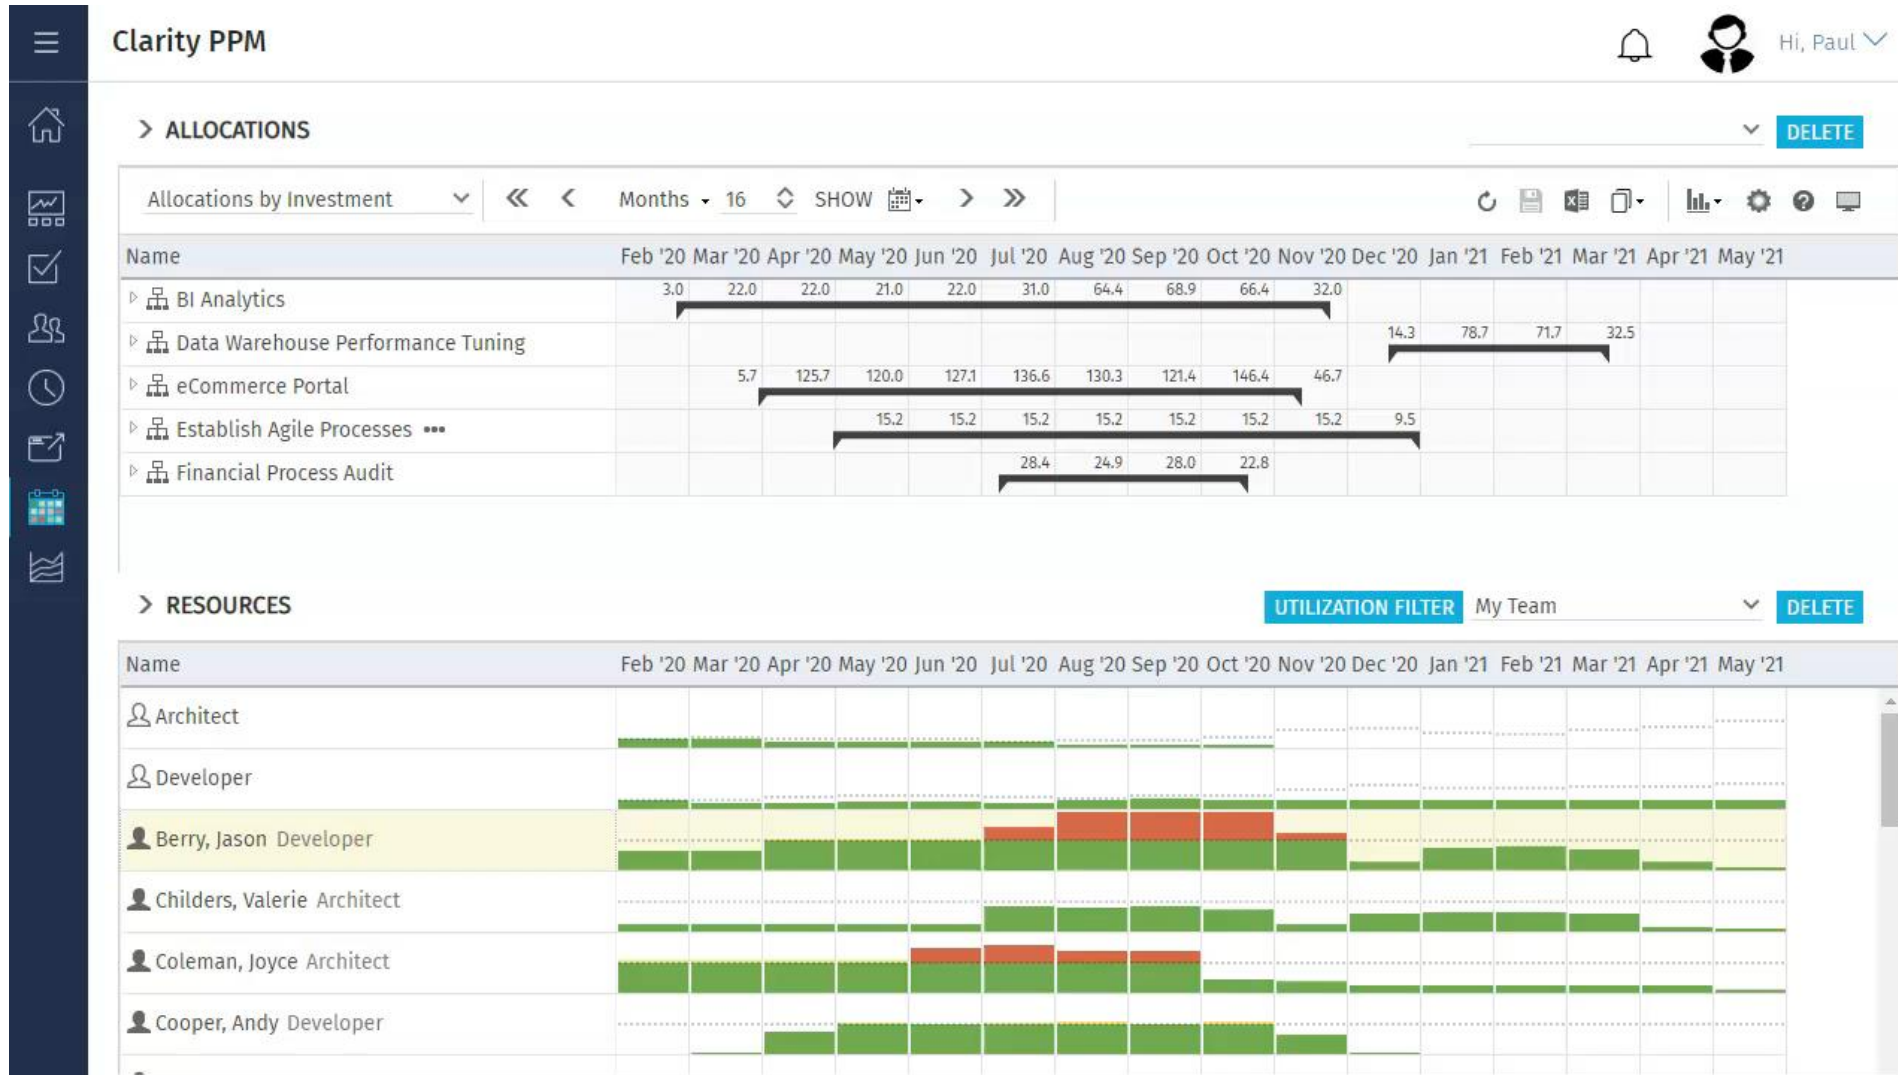 Clarity PPM
Hi, Paul
ALLOCATIONS
DELETE
Allocations by Investment Months 16 SHOW
Name Feb '20 Mar '20 Apr '20 May '20 Jun '20 Jul '20 Aug '20 Sep '20 Oct '20 Nov '20 Dec '20 Jan '21 Feb '21 Mar '21 Apr '21 May '21
BI Analytics 3.0 22.0 22.0 21.0 22.0 31.0 64.4 68.9 66.4 32.0
Data Warehouse Performance Tuning 14.3 78.7 71.7 32.5
eCommerce Portal 5.7 125.7 120.0 127.1 136.6 130.3 121.4 146.4 46.7
Establish Agile Processes ••• 15.2 15.2 15.2 15.2 15.2 15.2 15.2 9.5
Financial Process Audit 28.4 24.9 28.0 22.8
RESOURCES
UTILIZATION FILTER My Team DELETE
Name Feb '20 Mar '20 Apr '20 May '20 Jun '20 Jul '20 Aug '20 Sep '20 Oct '20 Nov '20 Dec '20 Jan '21 Feb '21 Mar '21 Apr '21 May '21
Architect
Developer
Berry, Jason Developer
Childers, Valerie Architect
Coleman, Joyce Architect
Cooper, Andy Developer